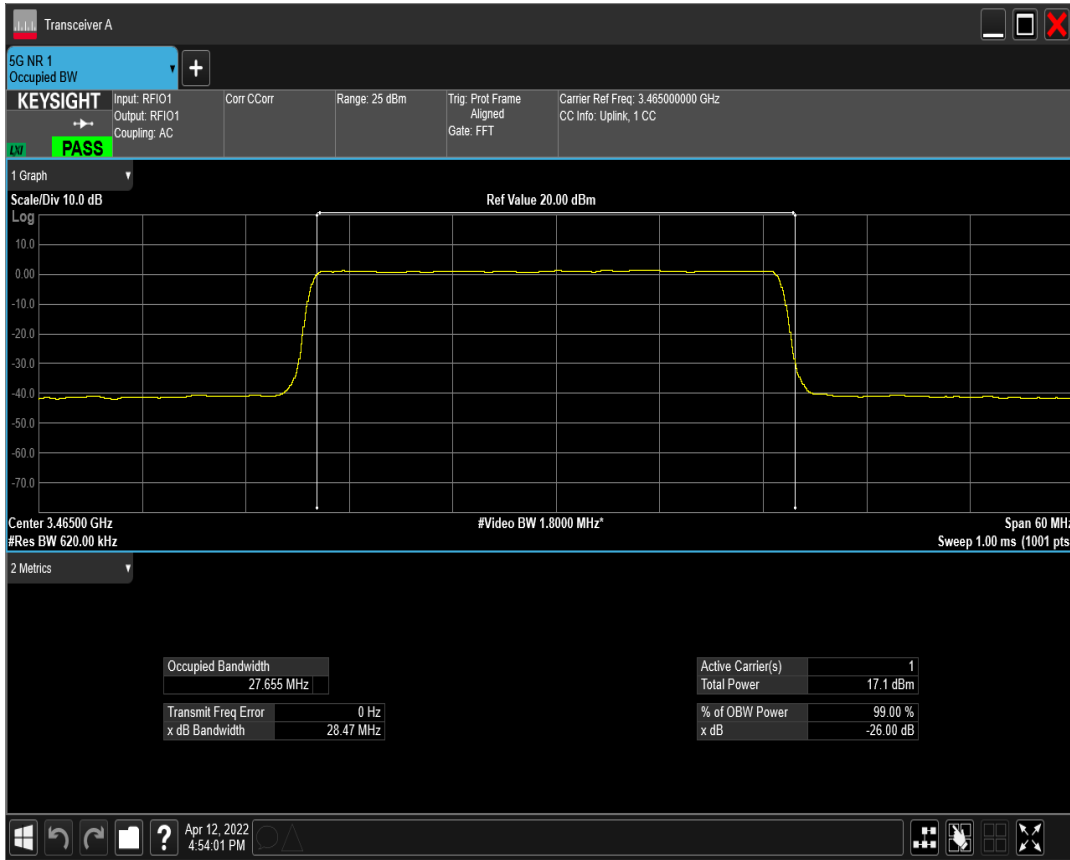 Transceiver A
5G NR 1
Occupied BW
+
KEYSIGHT
LXI
PASS
Input: RFIO1
Output: RFIO1
Coupling: AC
Corr CCorr
Range: 25 dBm
Trig: Prot Frame
Aligned
Gate: FFT
Carrier Ref Freq: 3.465000000 GHz
CC Info: Uplink, 1 CC
1 Graph
Scale/Div 10.0 dB
Ref Value 20.00 dBm
Log
10.0
0.00
-10.0
-20.0
-30.0
-40.0
-50.0
-60.0
-70.0
Center 3.46500 GHz
#Video BW 1.8000 MHz*
Span 60 MHz
#Res BW 620.00 kHz
Sweep 1.00 ms (1001 pts
2 Metrics
Occupied Bandwidth
27.655 MHz
Transmit Freq Error 0 Hz
x dB Bandwidth 28.47 MHz
Active Carrier(s) 1
Total Power 17.1 dBm
% of OBW Power 99.00 %
x dB -26.00 dB
?
Apr 12, 2022
4:54:01 PM